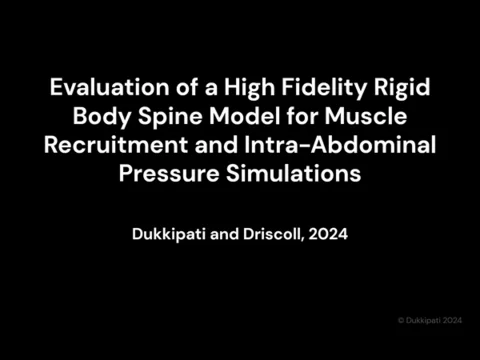 Evaluation of a High Fidelity Rigid
Body Spine Model for Muscle
Recruitment and Intra-Abdominal
Pressure Simulations
Dukkipati and Driscoll, 2024
© Dukkipati 2024